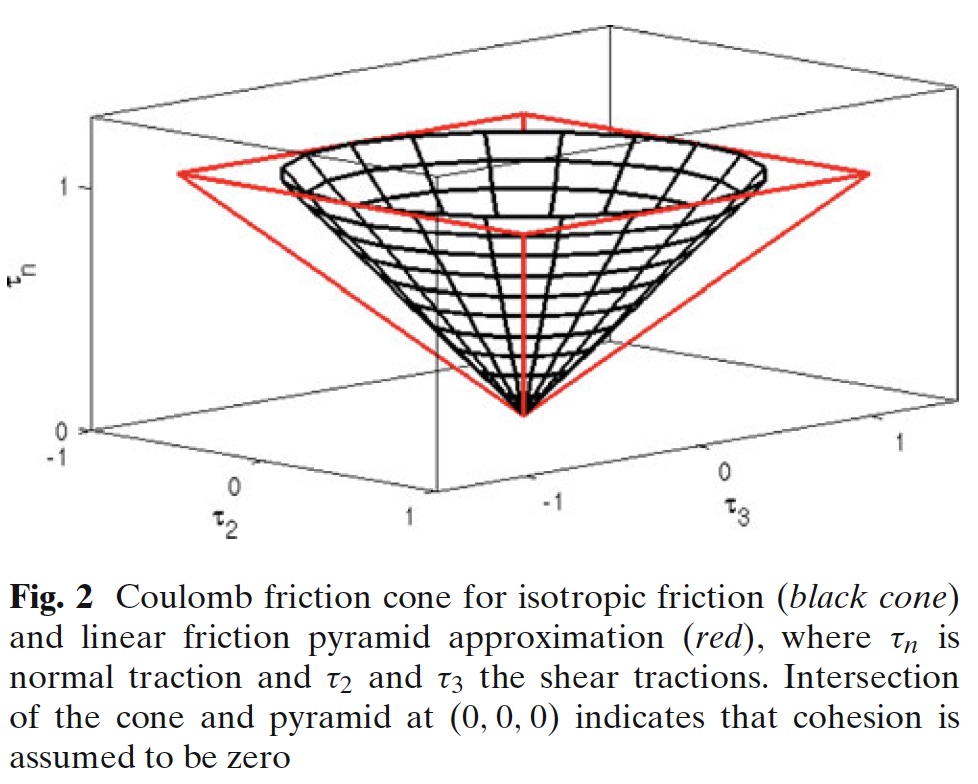 1
τn
0
-1
0
τ2
1
-1
0
τ3
1
Fig. 2 Coulomb friction cone for isotropic friction (black cone)
and linear friction pyramid approximation (red), where τn is
normal traction and τ2 and τ3 the shear tractions. Intersection
of the cone and pyramid at (0, 0, 0) indicates that cohesion is
assumed to be zero